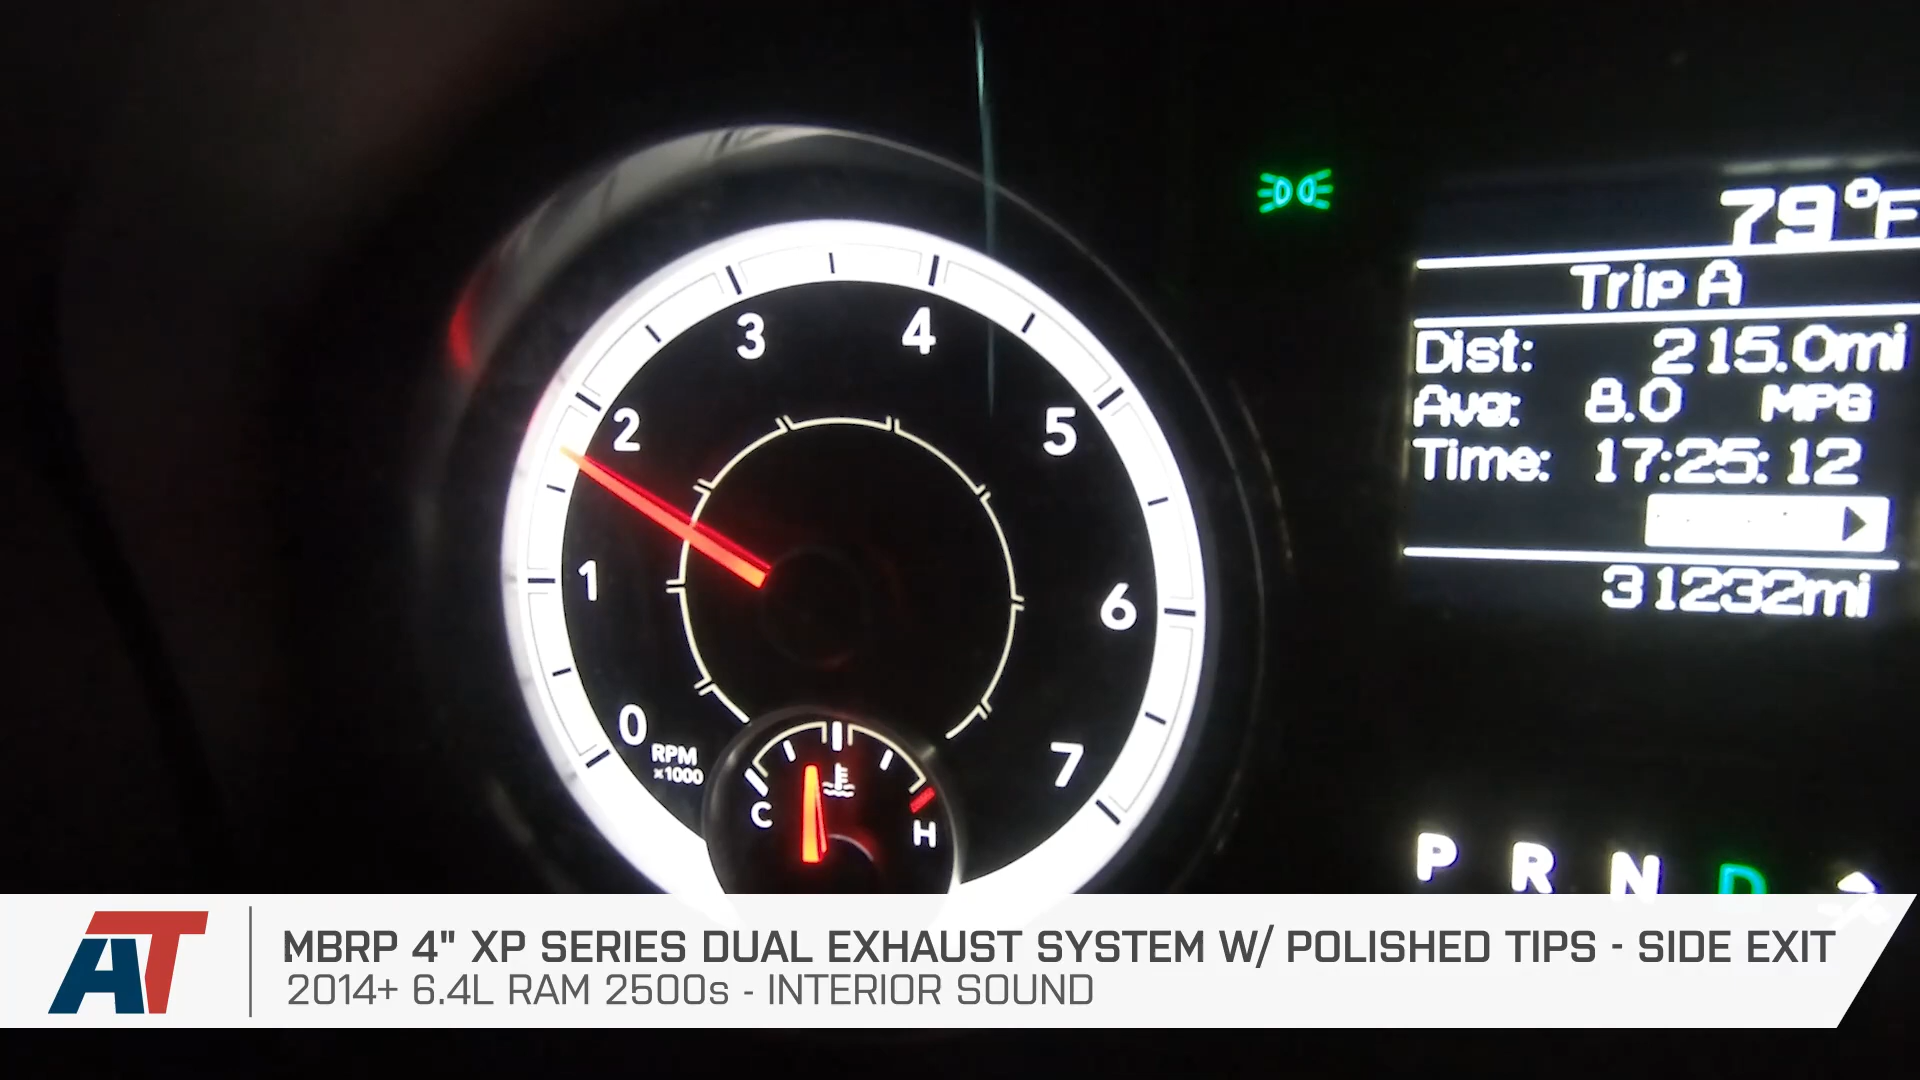 79°F
Trip A
Dist: 215.0mi
Avg: 8.0 MPG
Time: 17:25:12
31232mi
P R N D
0
1
2
3
4
5
6
7
RPM
x1000
C
H
AT
MBRP 4" XP SERIES DUAL EXHAUST SYSTEM W/ POLISHED TIPS - SIDE EXIT
2014+ 6.4L RAM 2500s - INTERIOR SOUND